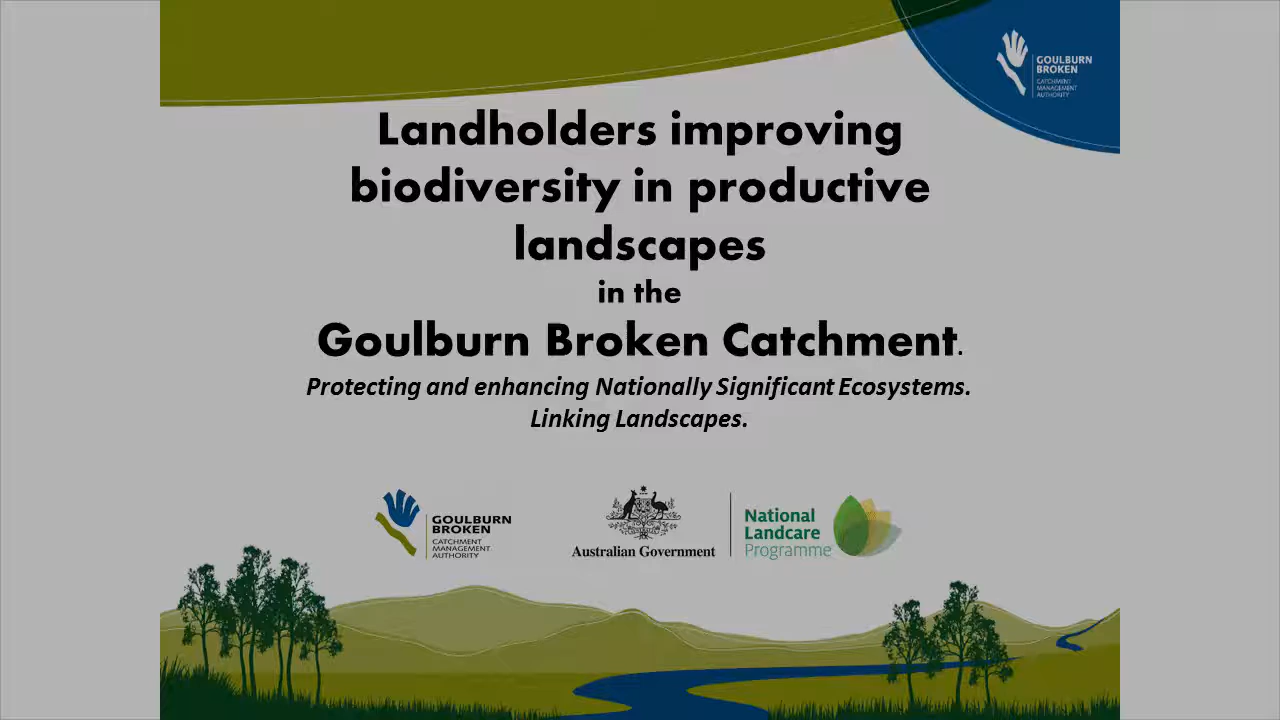 GOULBURN
BROKEN
CATCHMENT
MANAGEMENT
AUTHORITY
Landholders improving
biodiversity in productive
landscapes
in the
Goulburn Broken Catchment.
Protecting and enhancing Nationally Significant Ecosystems.
Linking Landscapes.
GOULBURN
BROKEN
CATCHMENT
MANAGEMENT
AUTHORITY
Australian Government
National
Landcare
Programme